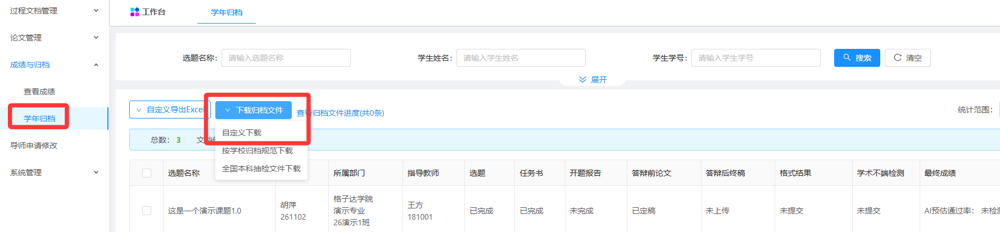 过程文档管理
论文管理
成绩与归档
查看成绩
学年归档
导师申请修改
系统管理
工作台
学年归档
选题名称: 请输入选题名称
学生姓名: 请输入学生姓名
学生学号: 请输入学生学号
搜索
清空
展开
自定义导出Excel
下载归档文件
查看归档文件进度(共0条)
统计范围:
自定义下载
按学校归档规范下载
全国本科抽检文件下载
总数: 3
选题名称 所属部门 指导教师 选题 任务书 开题报告 答辩前论文 答辩后终稿 格式结果 学术不端检测 最终成绩
这是一个演示课题1.0
胡萍
261102
格子达学院
演示专业
26演示1班
王方
181001
已完成 已完成 未完成 已定稿 未上传 未提交 未提交 AI预估通过率: 未检测